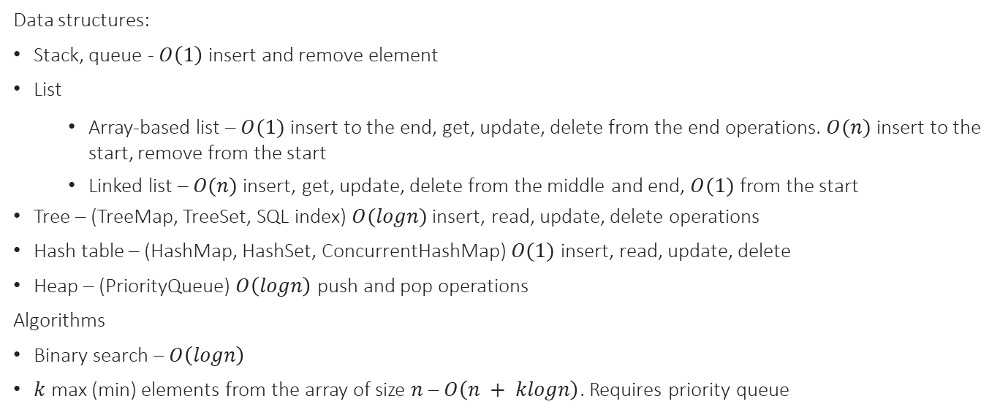 Data structures:
• Stack, queue - O(1) insert and remove element
• List
• Array-based list – O(1) insert to the end, get, update, delete from the end operations. O(n) insert to the
start, remove from the start
• Linked list – O(n) insert, get, update, delete from the middle and end, O(1) from the start
• Tree – (TreeMap, TreeSet, SQL index) O(logn) insert, read, update, delete operations
• Hash table – (HashMap, HashSet, ConcurrentHashMap) O(1) insert, read, update, delete
• Heap – (PriorityQueue) O(logn) push and pop operations
Algorithms
• Binary search – O(logn)
• k max (min) elements from the array of size n – O(n + klogn). Requires priority queue